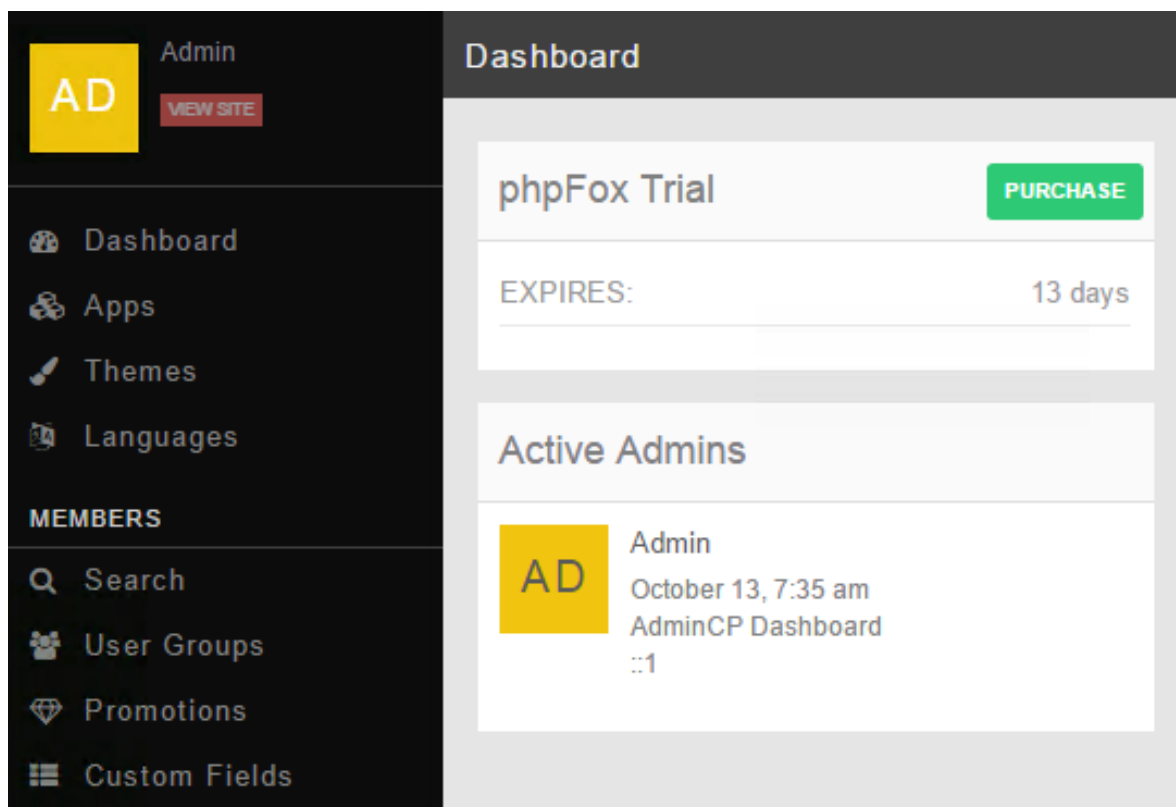 AD
Admin
VIEW SITE
Dashboard
Apps
Themes
Languages
MEMBERS
Search
User Groups
Promotions
Custom Fields
Dashboard
phpFox Trial
PURCHASE
EXPIRES: 13 days
Active Admins
AD
Admin
October 13, 7:35 am
AdminCP Dashboard
::1